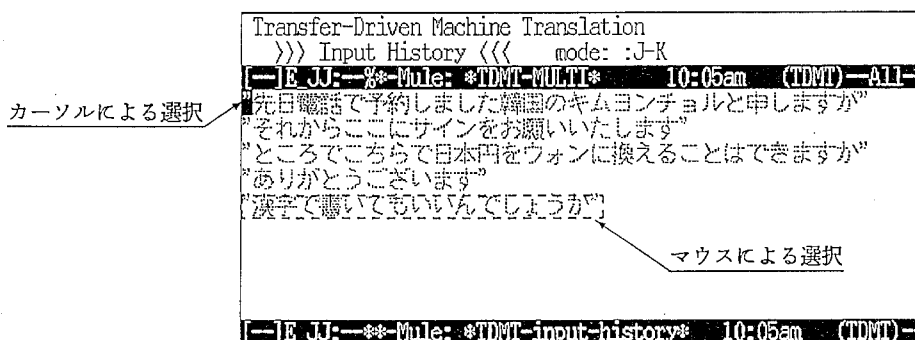 Transfer-Driven Machine Translation
>>> Input History <<< mode: :J-K
[--]E_JJ:--%*-Mule: *TDMT-MULTI* 10:05am (TDMT)--All-
カーソルによる選択
"先日電話で予約しました韓国のキムヨンチョルと申しますが"
"それからここにサインをお願いいたします"
"ところでこちらで日本円をウォンに換えることはできますか"
"ありがとうございます"
"漢字で書いてもいいんでしょうか"
マウスによる選択
[--]E_JJ:--**-Mule: *TDMT-input-history* 10:05am (TDMT)-